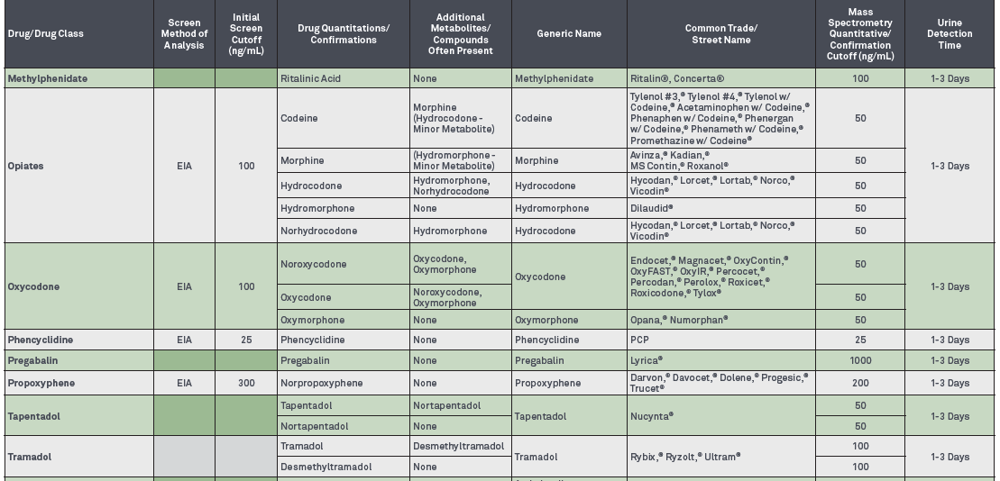 Drug/Drug Class
Screen
Method of
Analysis
Initial
Screen
Cutoff
(ng/mL)
Drug Quantitations/
Confirmations
Additional
Metabolites/
Compounds
Often Present
Generic Name
Common Trade/
Street Name
Mass
Spectrometry
Quantitative/
Confirmation
Cutoff (ng/mL)
Urine
Detection
Time
Methylphenidate
Ritalinic Acid
None
Methylphenidate
Ritalin®, Concerta®
100
1-3 Days
Opiates
EIA
100
Codeine
Morphine
(Hydrocodone -
Minor Metabolite)
Codeine
Tylenol #3,® Tylenol #4,® Tylenol w/
Codeine,® Acetaminophen w/ Codeine,®
Phenaphen w/ Codeine,® Phenergan
w/ Codeine,® Phenameth w/ Codeine,®
Promethazine w/ Codeine®
50
1-3 Days
Morphine
(Hydromorphone -
Minor Metabolite)
Morphine
Avinza,® Kadian,®
MS Contin,® Roxanol®
50
Hydrocodone
Hydromorphone,
Norhydrocodone
Hydrocodone
Hycodan,® Lorcet,® Lortab,® Norco,®
Vicodin®
50
Hydromorphone
None
Hydromorphone
Dilaudid®
50
Norhydrocodone
Hydromorphone
Hydrocodone
Hycodan,® Lorcet,® Lortab,® Norco,®
Vicodin®
50
Oxycodone
EIA
100
Noroxycodone
Oxycodone,
Oxymorphone
Oxycodone
Endocet,® Magnacet,® OxyContin,®
OxyFAST,® OxyIR,® Percocet,®
Percodan,® Perolox,® Roxicet,®
Roxicodone,® Tylox®
50
1-3 Days
Oxycodone
Noroxycodone,
Oxymorphone
50
Oxymorphone
None
Oxymorphone
Opana,® Numorphan®
50
Phencyclidine
EIA
25
Phencyclidine
None
Phencyclidine
PCP
25
1-3 Days
Pregabalin
Pregabalin
None
Pregabalin
Lyrica®
1000
1-3 Days
Propoxyphene
EIA
300
Norpropoxyphene
None
Propoxyphene
Darvon,® Davocet,® Dolene,® Progesic,®
Trucet®
200
1-3 Days
Tapentadol
Tapentadol
Nortapentadol
Tapentadol
Nucynta®
50
1-3 Days
Nortapentadol
None
50
Tramadol
Tramadol
Desmethyltramadol
Tramadol
Rybix,® Ryzolt,® Ultram®
100
1-3 Days
Desmethyltramadol
None
100